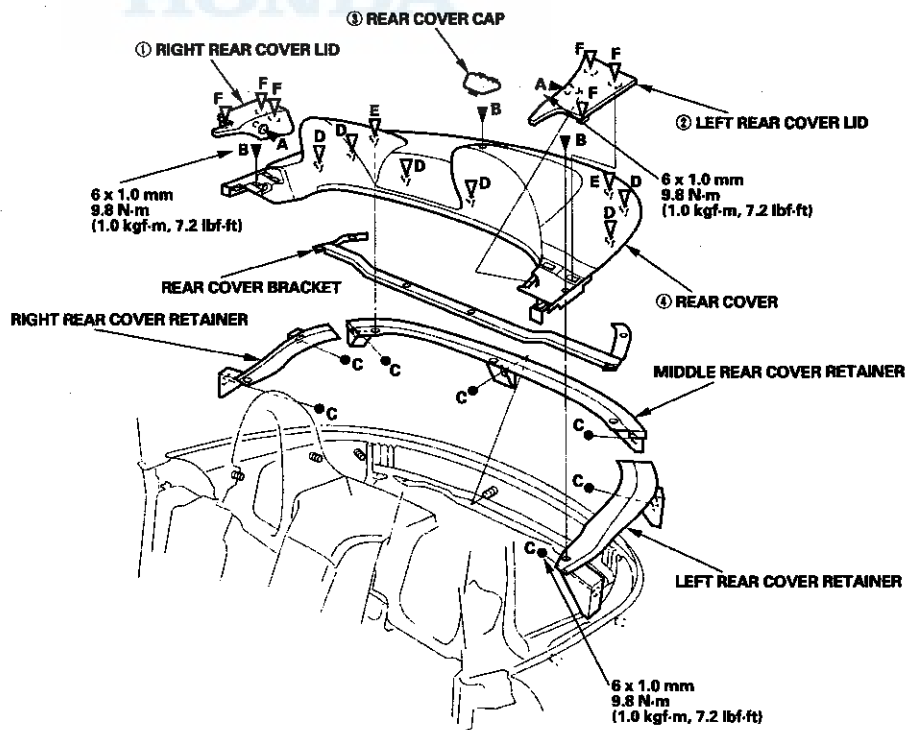 HONDA
③ REAR COVER CAP
① RIGHT REAR COVER LID
F
F
F
A
B
F
F
A
F
② LEFT REAR COVER LID
B
E
D
D
D
D
B
E
D
D
6 x 1.0 mm
9.8 N·m
(1.0 kgf·m, 7.2 lbf·ft)
6 x 1.0 mm
9.8 N·m
(1.0 kgf·m, 7.2 lbf·ft)
REAR COVER BRACKET
④ REAR COVER
RIGHT REAR COVER RETAINER
C
C
C
C
MIDDLE REAR COVER RETAINER
C
C
C
LEFT REAR COVER RETAINER
6 x 1.0 mm
9.8 N·m
(1.0 kgf·m, 7.2 lbf·ft)